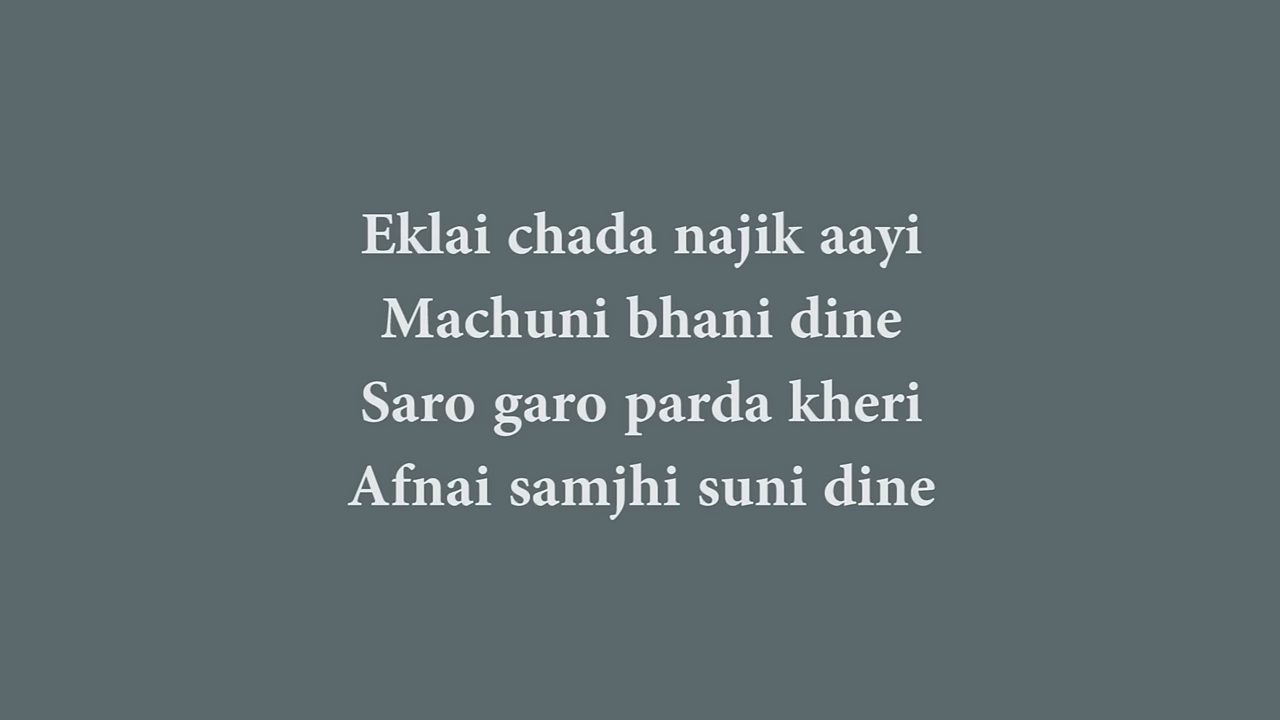 Eklai chada najik aayi
Machuni bhani dine
Saro garo parda kheri
Afnai samjhi suni dine